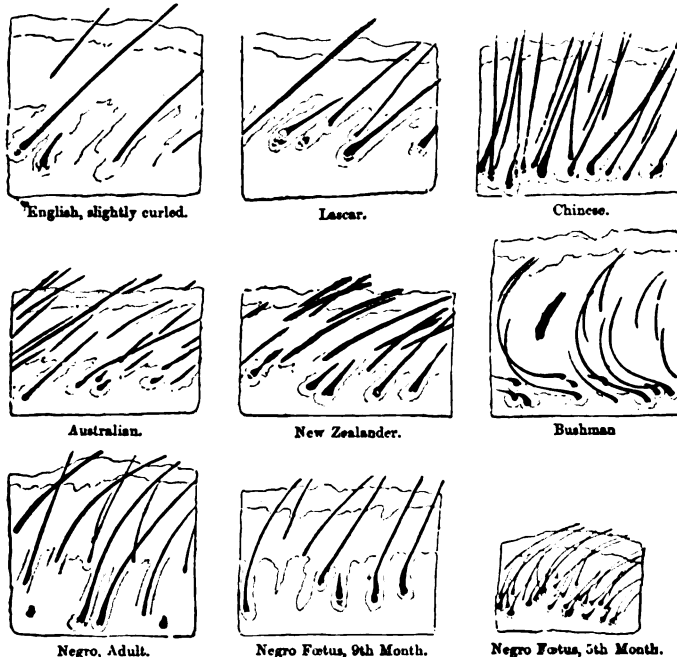 English, slightly curled.
Lascar.
Chinese.
Australian.
New Zealander.
Bushman
Negro, Adult.
Negro Fœtus, 9th Month.
Negro Fœtus, 5th Month.